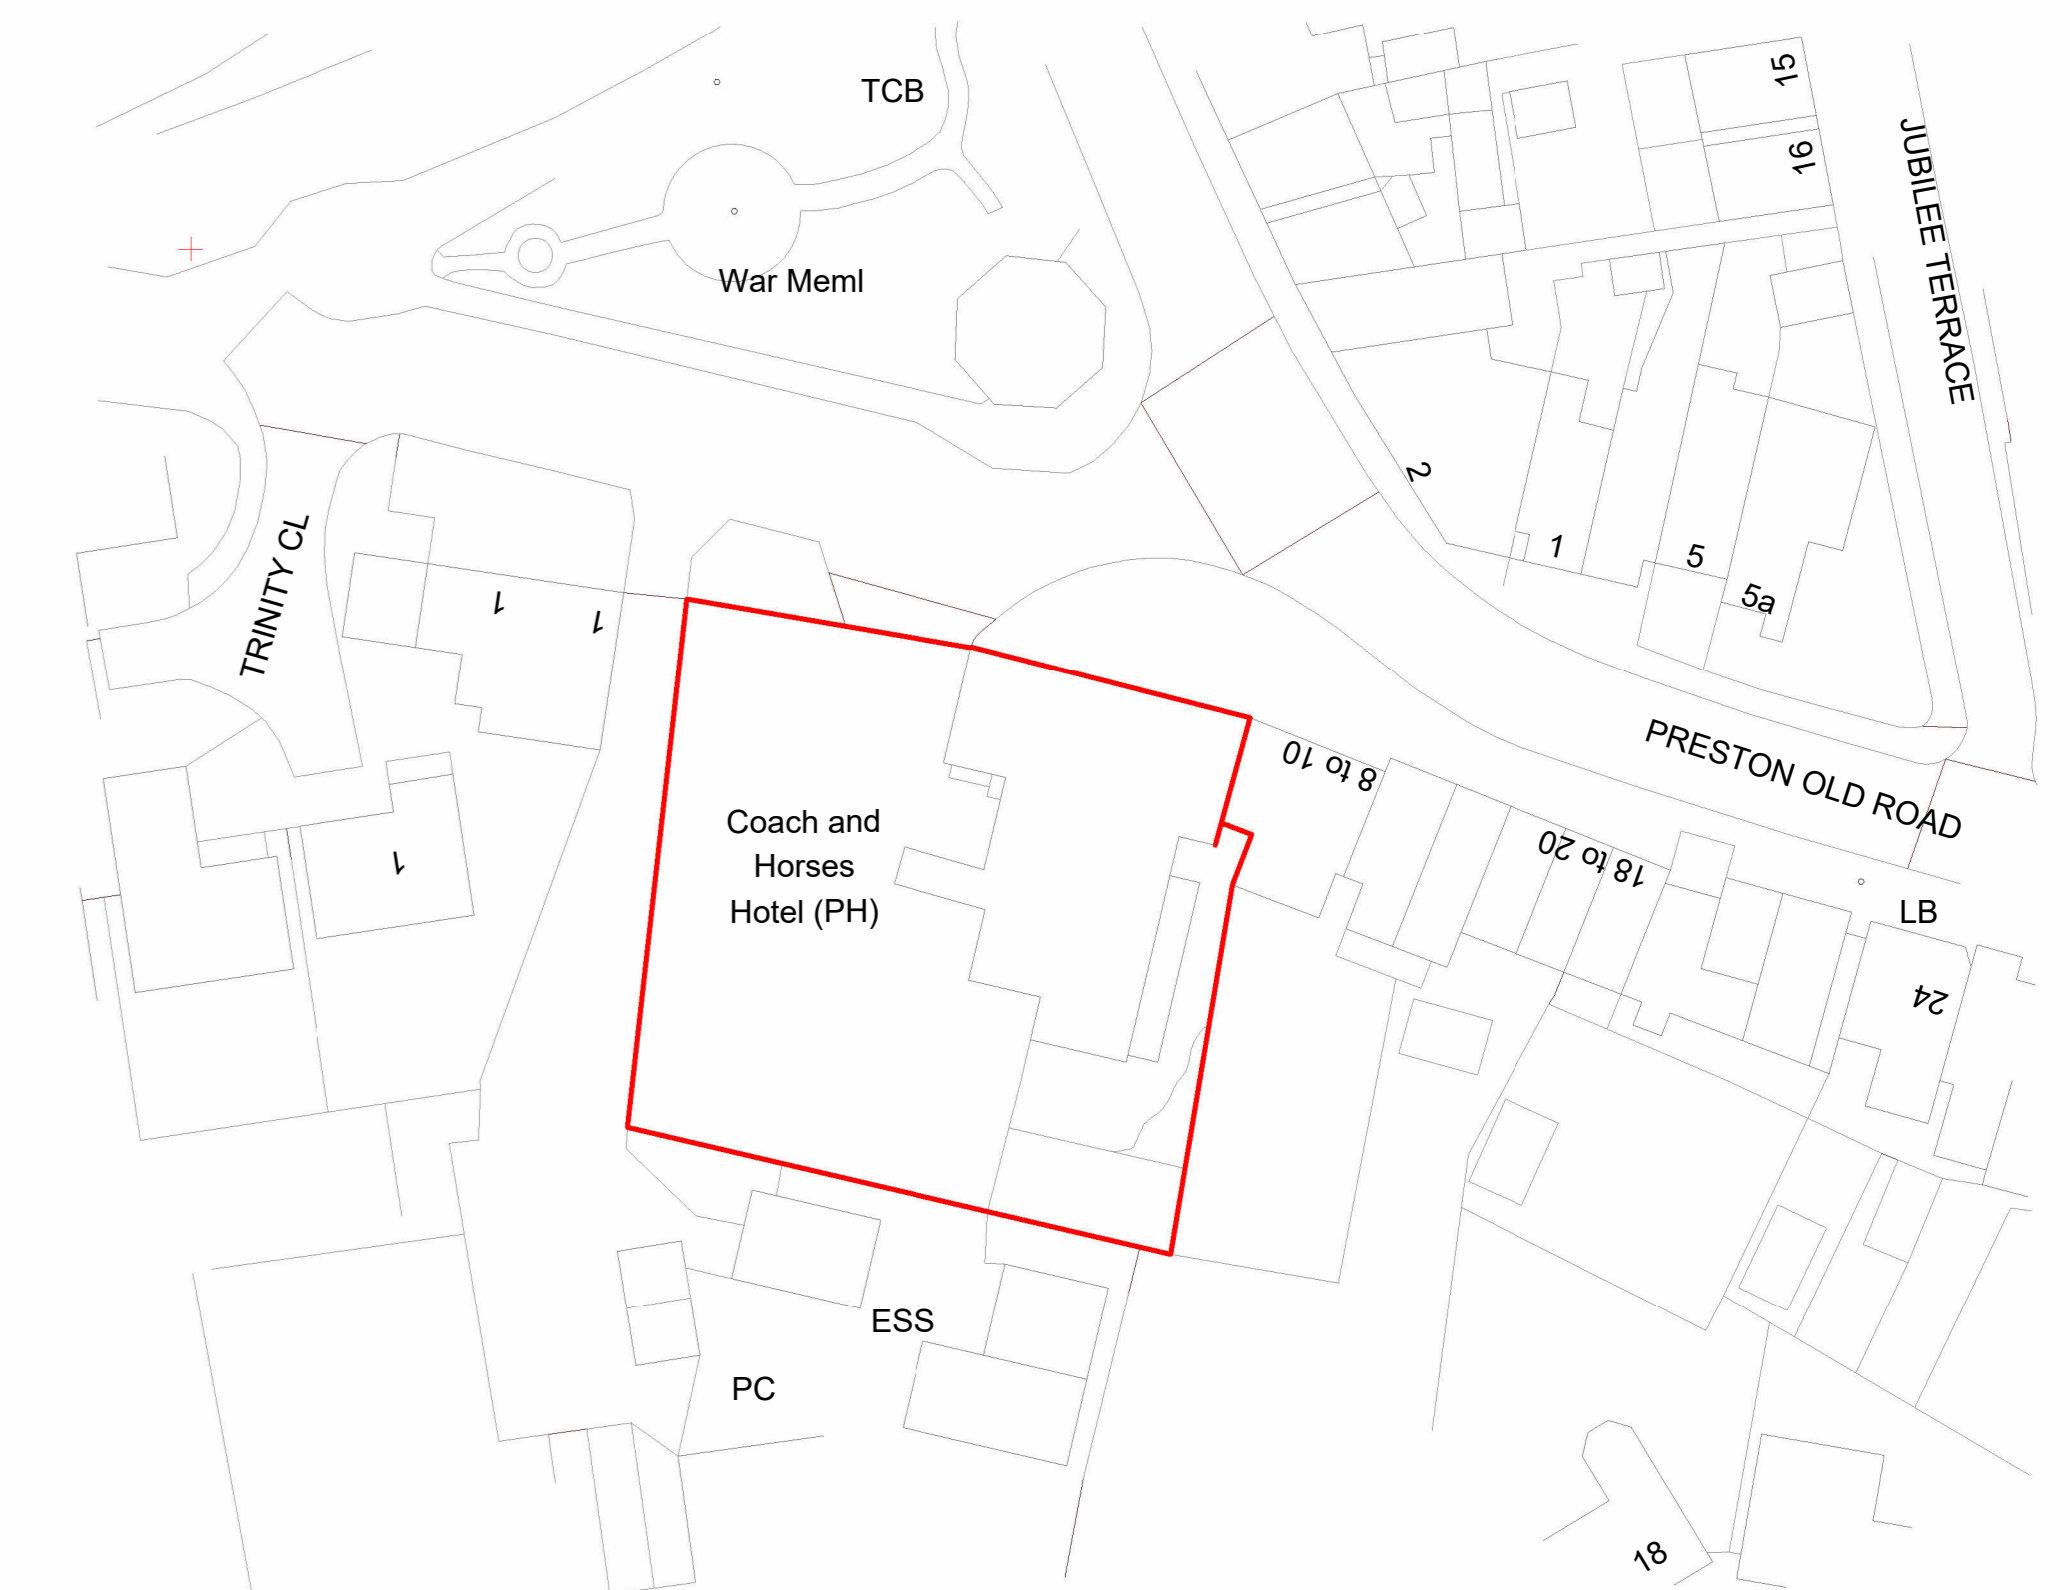 TCB
15
16
JUBILEE TERRACE
War Meml
2
1
5
5a
TRINITY CL
1
1
PRESTON OLD ROAD
8 to 10
18 to 20
Coach and
Horses
Hotel (PH)
1
LB
24
ESS
PC
18